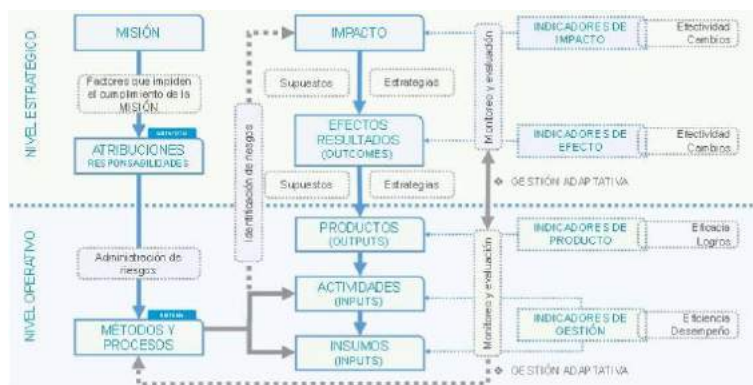 NIVEL ESTRATÉGICO
MISIÓN
Factores que impiden
el cumplimiento de la
MISIÓN
ATRIBUCIONES
RESPONSABILIDADES
Identificación de riesgos
IMPACTO
Supuestos
Estrategias
EFECTOS
RESULTADOS
(OUTCOMES)
Supuestos
Estrategias
Monitoreo y evaluación
❖ GESTIÓN ADAPTATIVA
INDICADORES DE
IMPACTO
Efectividad
Cambios
INDICADORES DE
EFECTO
Efectividad
Cambios
NIVEL OPERATIVO
Administración de
riesgos
MÉTODOS Y
PROCESOS
PRODUCTOS
(OUTPUTS)
ACTIVIDADES
(INPUTS)
INSUMOS
(INPUTS)
Monitoreo y evaluación
INDICADORES
DE PRODUCTO
Eficacia
Logros
INDICADORES DE
GESTIÓN
Eficiencia
Desempeño
❖ GESTIÓN ADAPTATIVA